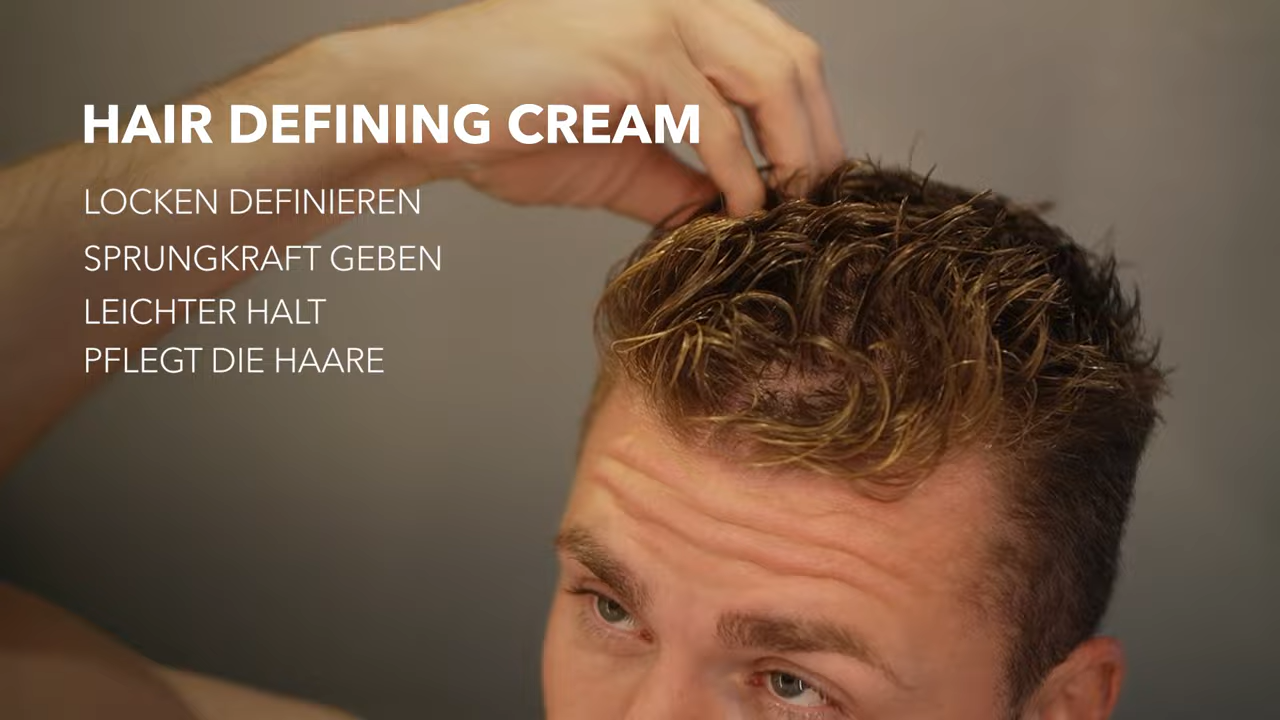 HAIR DEFINING CREAM
LOCKEN DEFINIEREN
SPRUNGKRAFT GEBEN
LEICHTER HALT
PFLEGT DIE HAARE